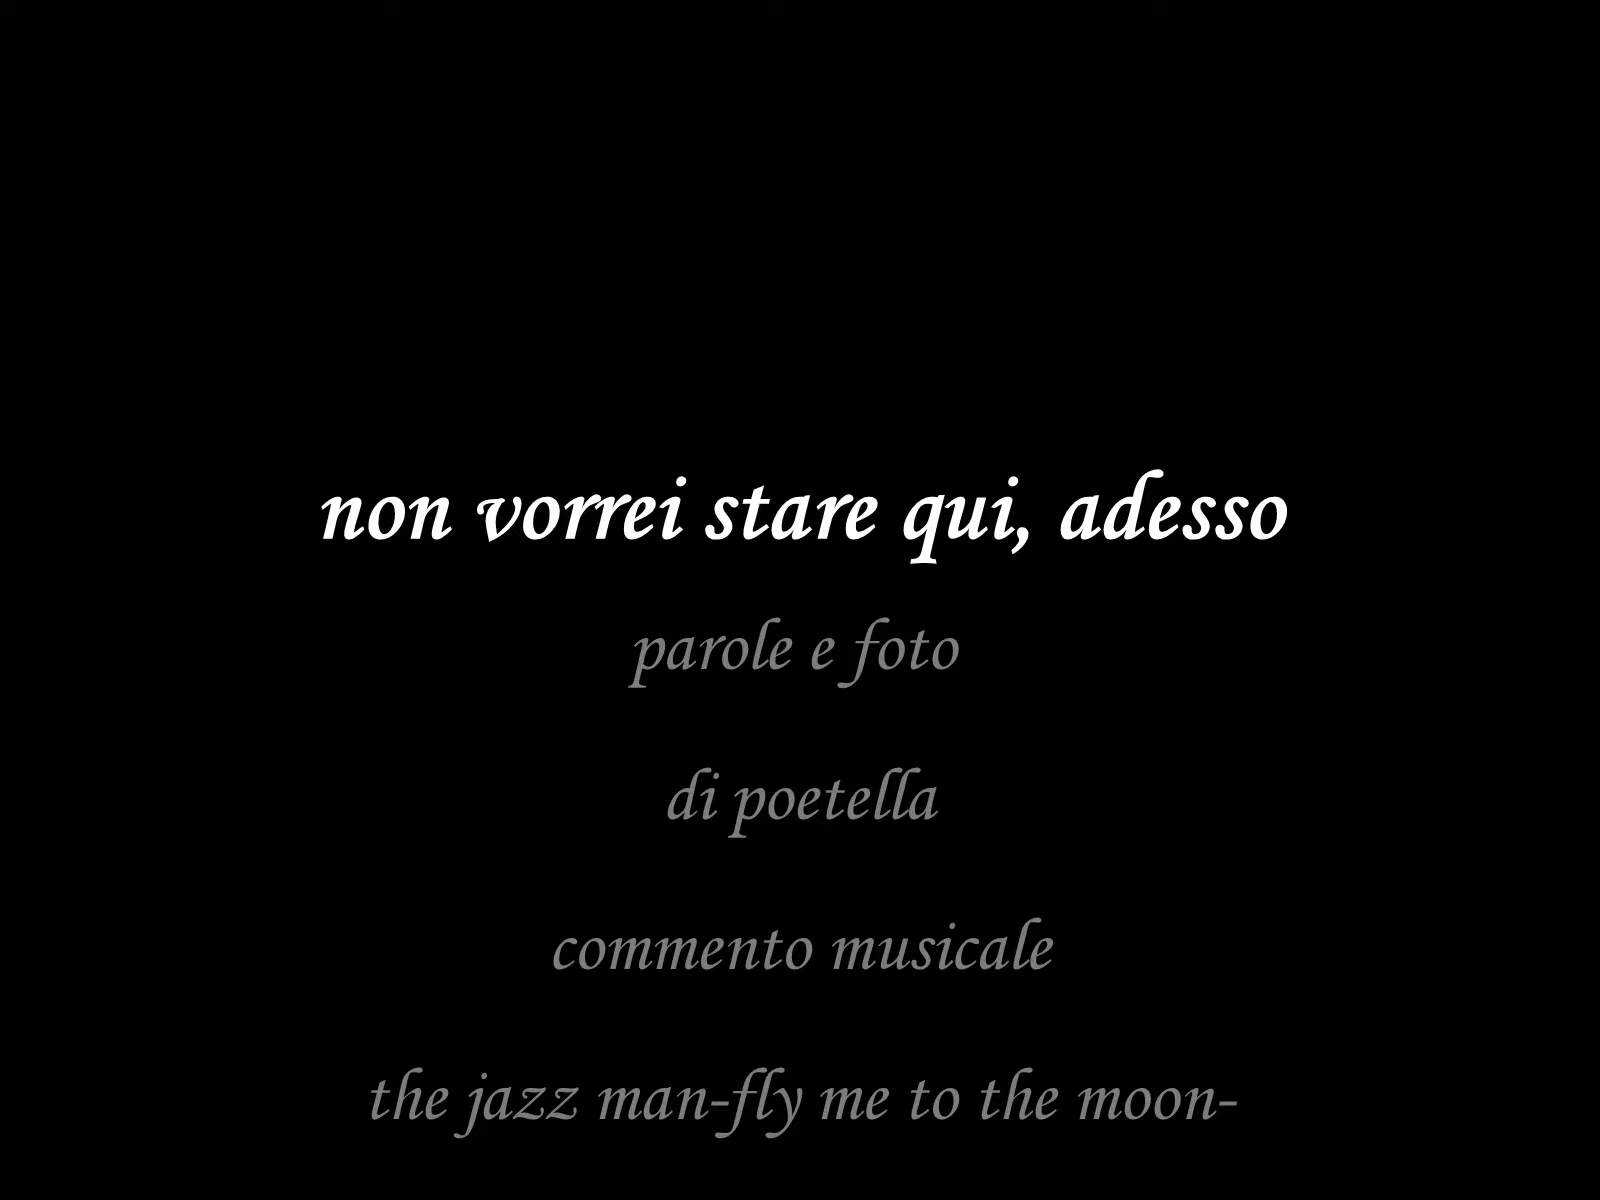 non vorrei stare qui, adesso
parole e foto
di poetella
commento musicale
the jazz man-fly me to the moon-